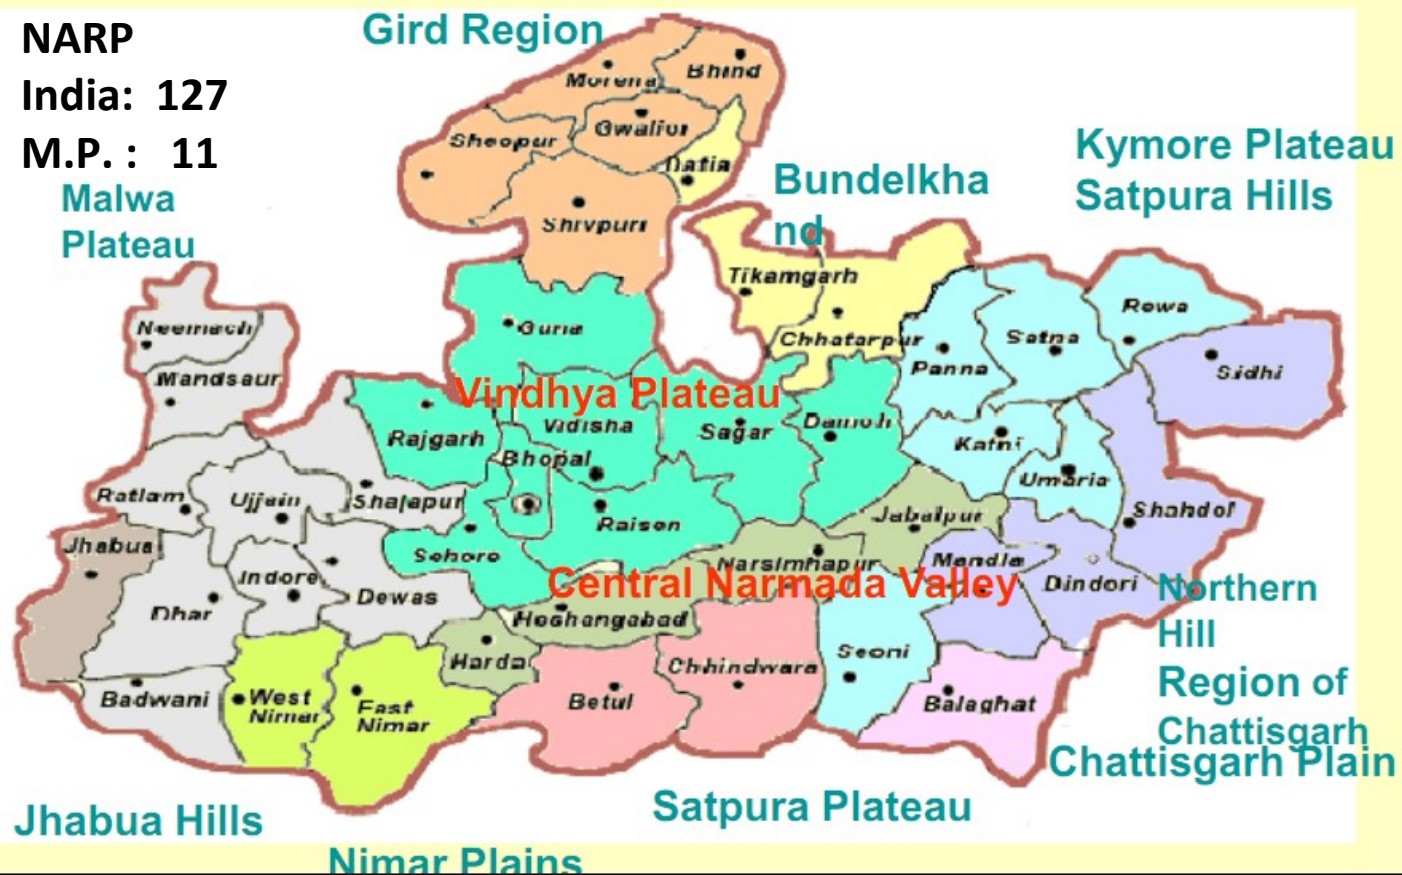 NARP
India: 127
M.P. : 11
Gird Region
Malwa
Plateau
Bundelkha
nd
Kymore Plateau
Satpura Hills
Morena
Bhind
Sheopur
Gwalior
Datia
Shivpuri
Tikamgarh
Chhatarpur
Neemach
Mandsaur
Guna
Panna
Satna
Rewa
Sidhi
Vindhya Plateau
Rajgarh
Vidisha
Sagar
Damoh
Bhopal
Katni
Umaria
Ratlam
Ujjain
Shajapur
Raisen
Jabalpur
Shahdol
Jhabua
Sehore
Narsimhapur
Mandla
Dindori
Indore
Dewas
Central Narmada Valley
Dhar
Hoshangabad
Harda
Badwani
West
Nimar
East
Nimar
Betul
Chhindwara
Seoni
Balaghat
Northern
Hill
Region of
Chattisgarh
Chattisgarh Plain
Jhabua Hills
Satpura Plateau
Nimar Plains